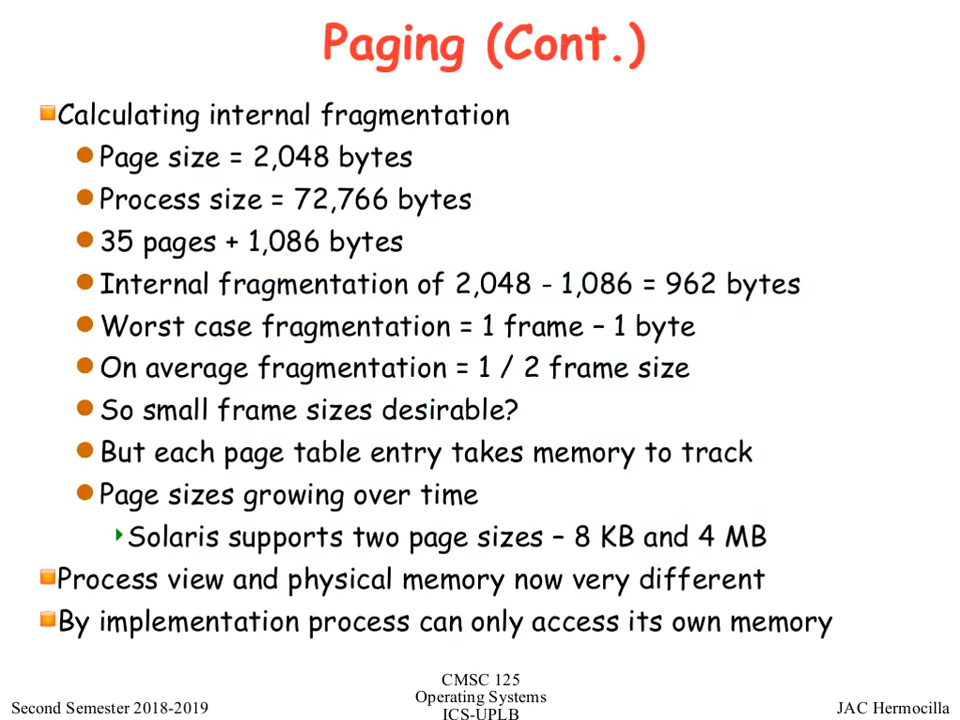 Paging (Cont.)
Calculating internal fragmentation
Page size = 2,048 bytes
Process size = 72,766 bytes
35 pages + 1,086 bytes
Internal fragmentation of 2,048 - 1,086 = 962 bytes
Worst case fragmentation = 1 frame – 1 byte
On average fragmentation = 1 / 2 frame size
So small frame sizes desirable?
But each page table entry takes memory to track
Page sizes growing over time
Solaris supports two page sizes – 8 KB and 4 MB
Process view and physical memory now very different
By implementation process can only access its own memory
Second Semester 2018-2019
CMSC 125
Operating Systems
ICS-UPLB
JAC Hermocilla